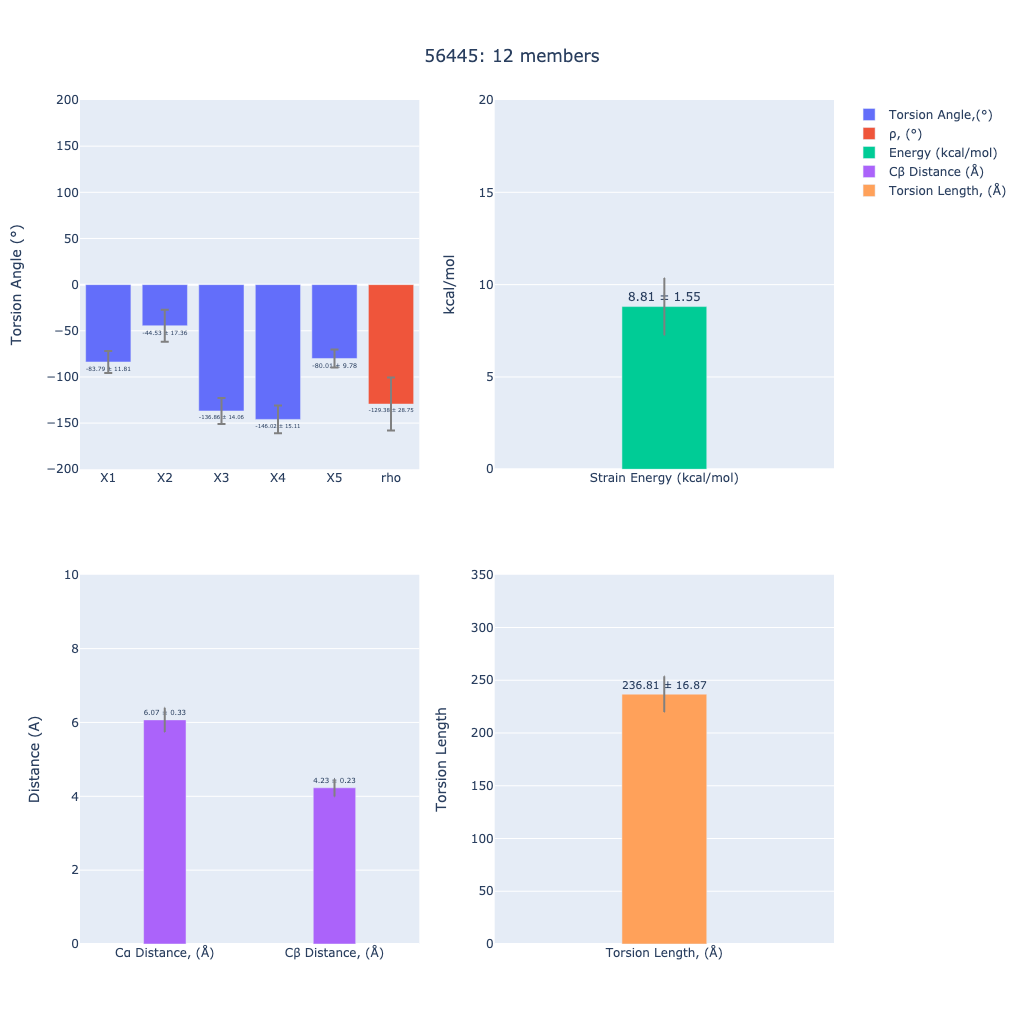 56445: 12 members
Torsion Angle (°)
200
150
100
50
0
−50
−100
−150
−200
-83.79 ± 11.81
-44.53 ± 17.36
-136.86 ± 14.06
-146.02 ± 15.11
-80.01 ± 9.78
-129.38 ± 28.75
X1
X2
X3
X4
X5
rho
kcal/mol
20
15
10
5
0
8.81 ± 1.55
Strain Energy (kcal/mol)
Torsion Angle,(°)
ρ, (°)
Energy (kcal/mol)
Cβ Distance (Å)
Torsion Length, (Å)
Distance (A)
10
8
6
4
2
0
6.07 ± 0.33
4.23 ± 0.23
Cα Distance, (Å)
Cβ Distance, (Å)
Torsion Length
350
300
250
200
150
100
50
0
236.81 ± 16.87
Torsion Length, (Å)